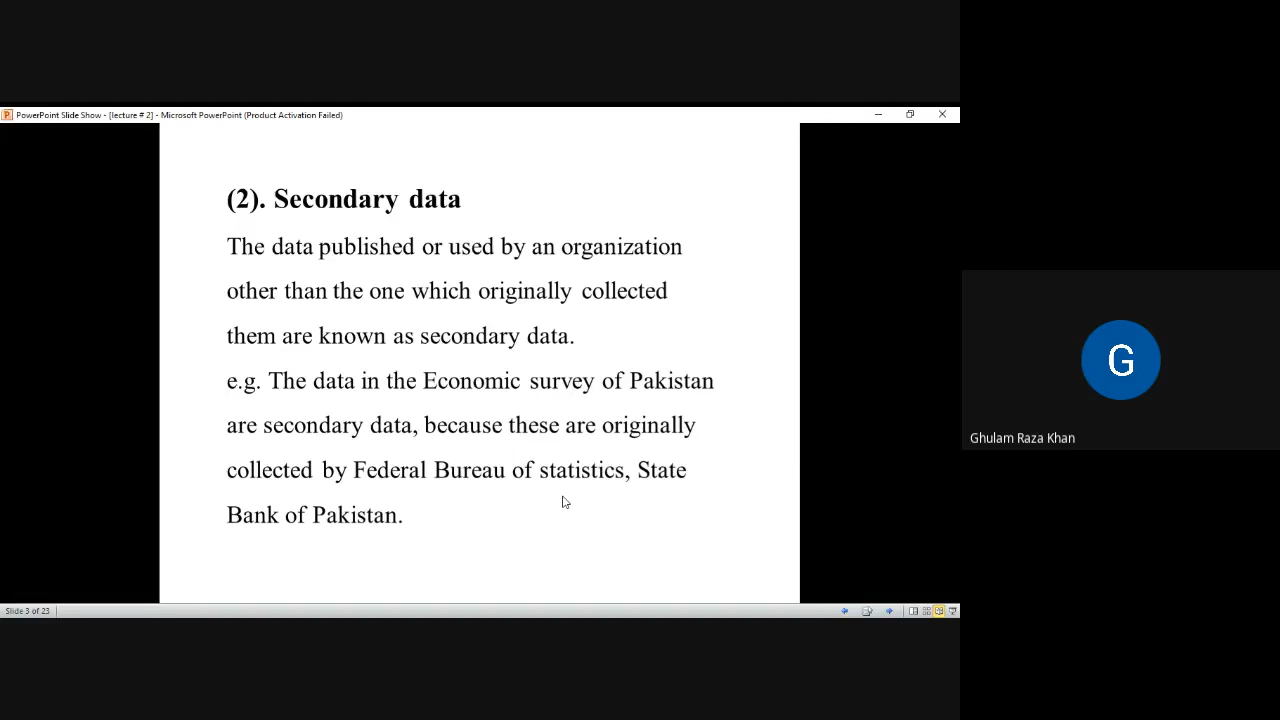 PowerPoint Slide Show - [lecture # 2] - Microsoft PowerPoint (Product Activation Failed)
(2). Secondary data
The data published or used by an organization
other than the one which originally collected
them are known as secondary data.
e.g. The data in the Economic survey of Pakistan
are secondary data, because these are originally
collected by Federal Bureau of statistics, State
Bank of Pakistan.
Slide 3 of 23
G
Ghulam Raza Khan